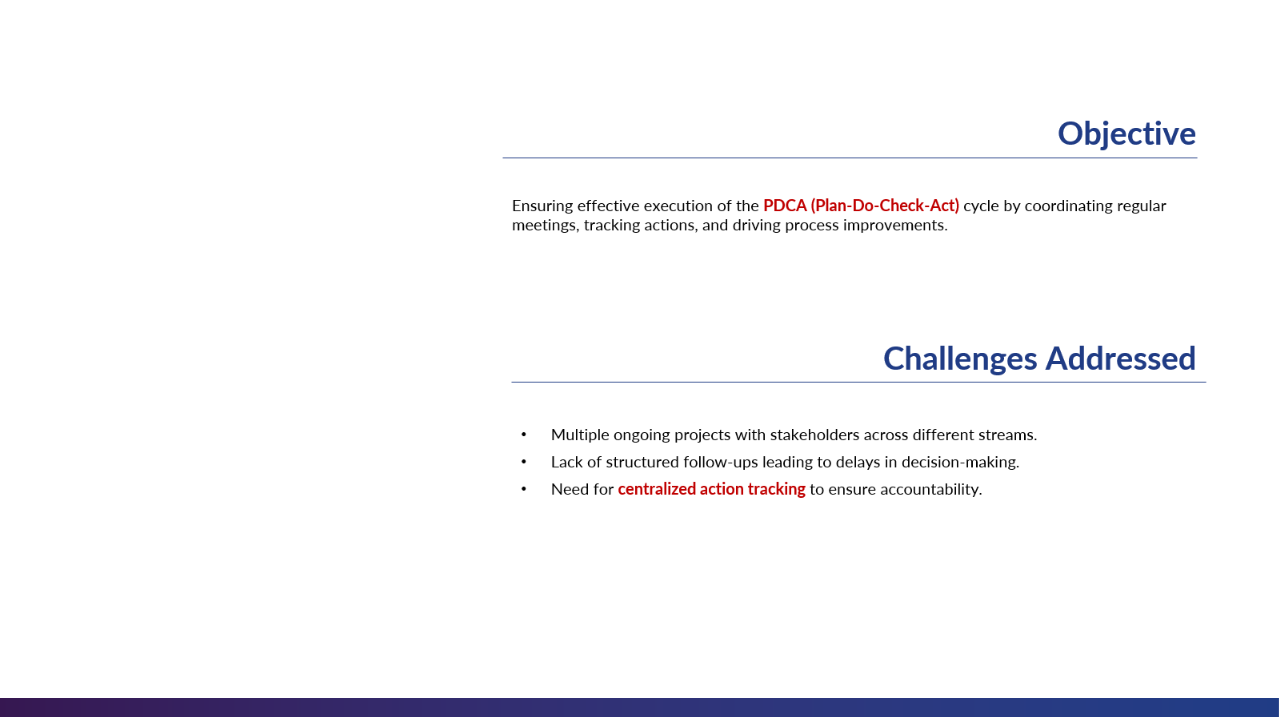 Objective
Ensuring effective execution of the PDCA (Plan-Do-Check-Act) cycle by coordinating regular
meetings, tracking actions, and driving process improvements.
Challenges Addressed
• Multiple ongoing projects with stakeholders across different streams.
• Lack of structured follow-ups leading to delays in decision-making.
• Need for centralized action tracking to ensure accountability.